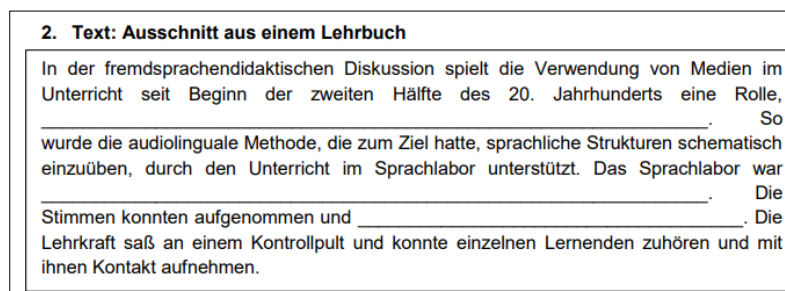 2. Text: Ausschnitt aus einem Lehrbuch
In der fremdsprachendidaktischen Diskussion spielt die Verwendung von Medien im
Unterricht seit Beginn der zweiten Hälfte des 20. Jahrhunderts eine Rolle,
________________________________________________________________. So
wurde die audiolinguale Methode, die zum Ziel hatte, sprachliche Strukturen schematisch
einzuüben, durch den Unterricht im Sprachlabor unterstützt. Das Sprachlabor war
________________________________________________________________. Die
Stimmen konnten aufgenommen und _____________________________________. Die
Lehrkraft saß an einem Kontrollpult und konnte einzelnen Lernenden zuhören und mit
ihnen Kontakt aufnehmen.